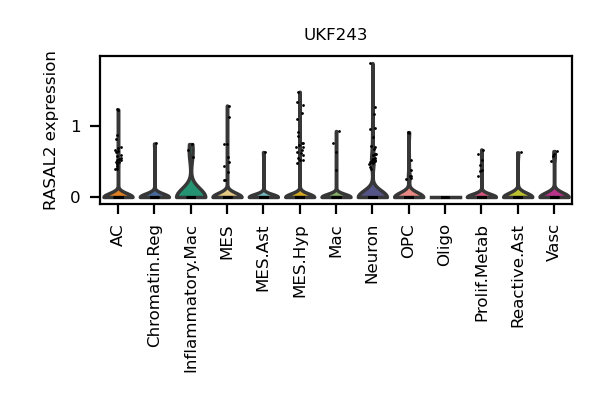 UKF243
RASAL2 expression
1
0
AC
Chromatin.Reg
Inflammatory.Mac
MES
MES.Ast
MES.Hyp
Mac
Neuron
OPC
Oligo
Prolif.Metab
Reactive.Ast
Vasc